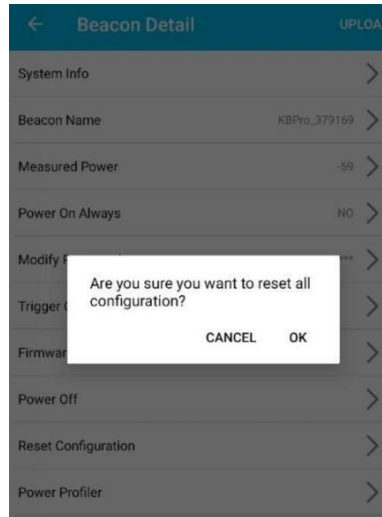 Beacon Detail
UPLOA
System Info
Beacon Name
KBPro_379169
Measured Power
-59
Power On Always
NO
Modify
***
Are you sure you want to reset all
configuration?
Trigger
CANCEL OK
Firmwar
Power Off
Reset Configuration
Power Profiler